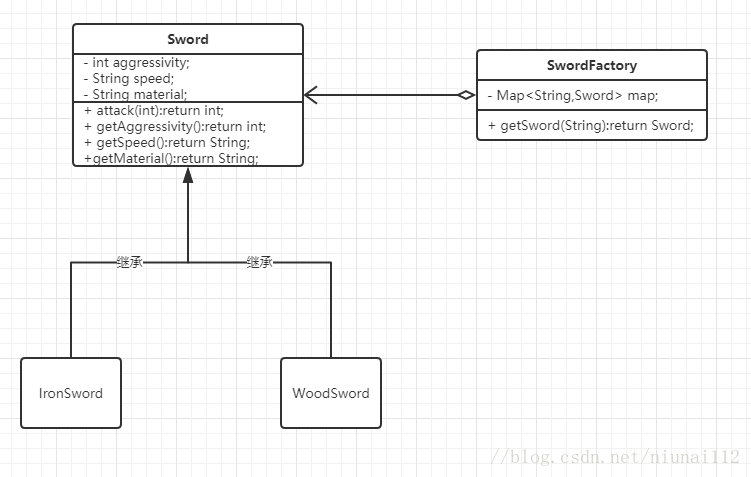 Sword
- int aggressivity;
- String speed;
- String material;
+ attack(int):return int;
+ getAggressivity():return int;
+ getSpeed():return String;
+getMaterial():return String;
SwordFactory
- Map<String,Sword> map;
+ getSword(String):return Sword;
继承
继承
IronSword
WoodSword
//blog.csdn.net/niunai112